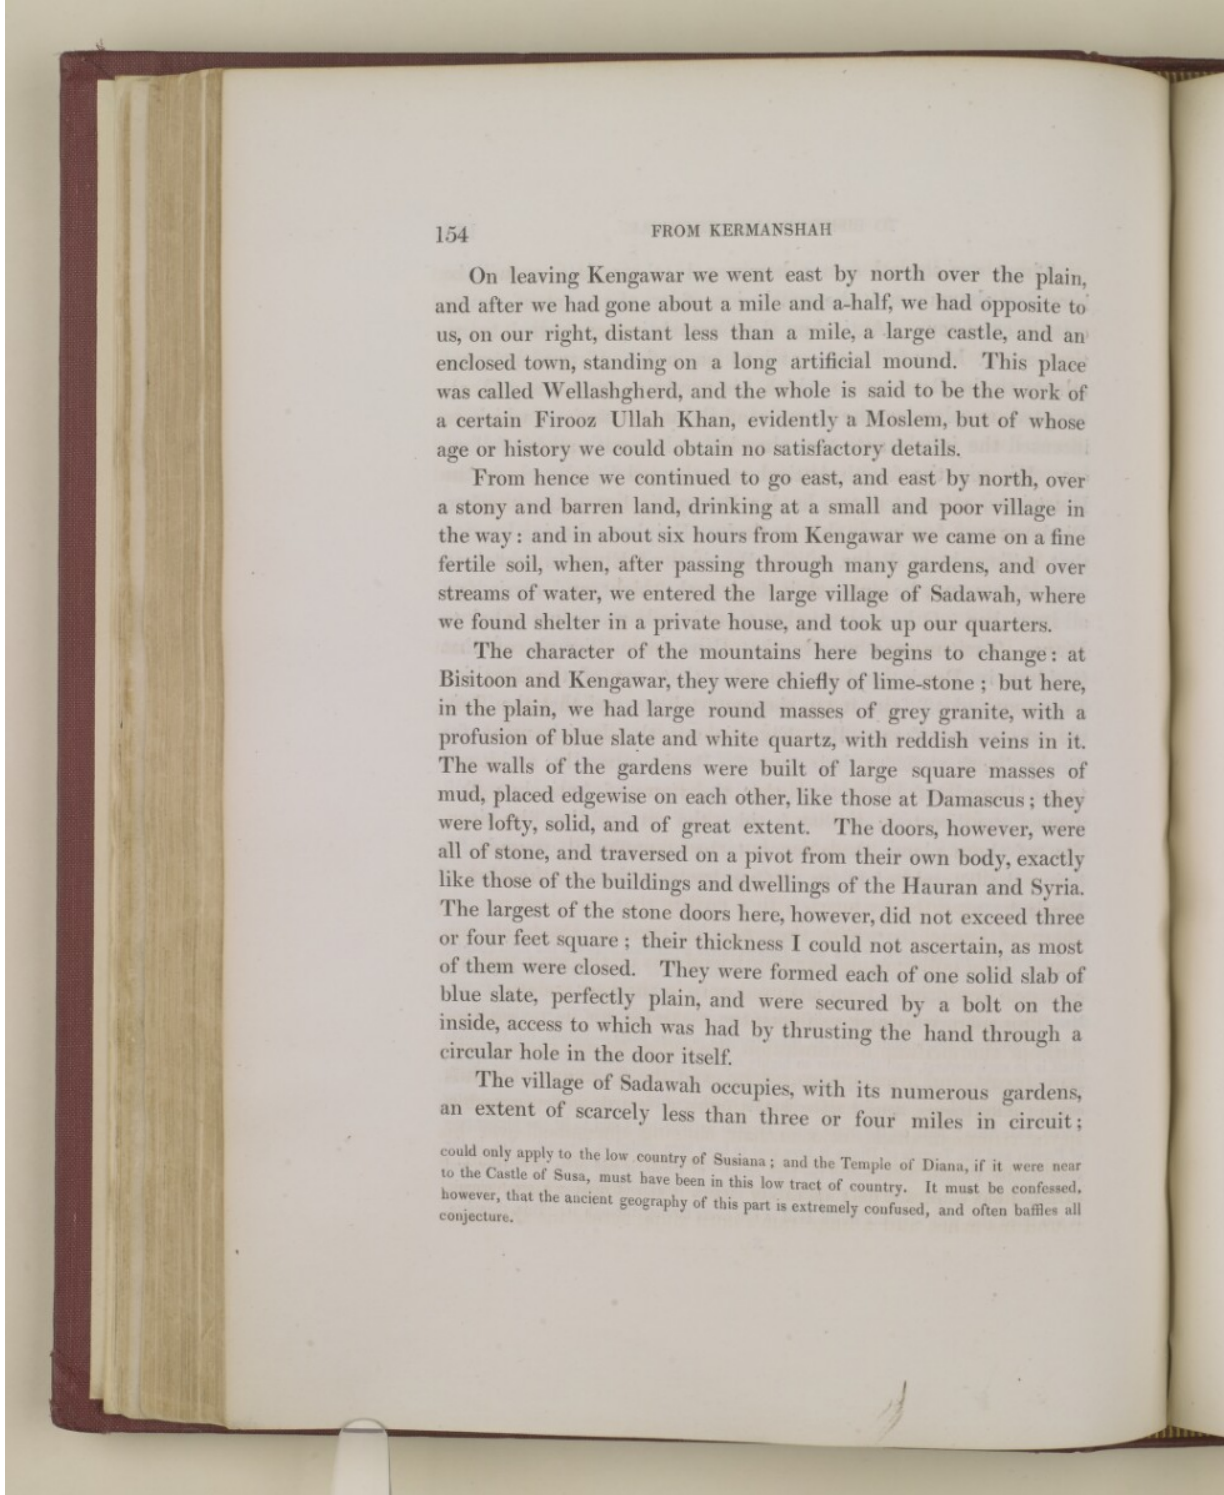 154
FROM KERMANSHAH
On leaving Kengawar we went east by north over the plain,
and after we had gone about a mile and a-half, we had opposite to
us, on our right, distant less than a mile, a large castle, and an
enclosed town, standing on a long artificial mound. This place
was called Wellashgherd, and the whole is said to be the work of
a certain Firooz Ullah Khan, evidently a Moslem, but of whose
age or history we could obtain no satisfactory details.
From hence we continued to go east, and east by north, over
a stony and barren land, drinking at a small and poor village in
the way: and in about six hours from Kengawar we came on a fine
fertile soil, when, after passing through many gardens, and over
streams of water, we entered the large village of Sadawah, where
we found shelter in a private house, and took up our quarters.
The character of the mountains here begins to change: at
Bisitoon and Kengawar, they were chiefly of lime-stone; but here,
in the plain, we had large round masses of grey granite, with a
profusion of blue slate and white quartz, with reddish veins in it.
The walls of the gardens were built of large square masses of
mud, placed edgewise on each other, like those at Damascus; they
were lofty, solid, and of great extent. The doors, however, were
all of stone, and traversed on a pivot from their own body, exactly
like those of the buildings and dwellings of the Hauran and Syria.
The largest of the stone doors here, however, did not exceed three
or four feet square; their thickness I could not ascertain, as most
of them were closed. They were formed each of one solid slab of
blue slate, perfectly plain, and were secured by a bolt on the
inside, access to which was had by thrusting the hand through a
circular hole in the door itself.
The village of Sadawah occupies, with its numerous gardens,
an extent of scarcely less than three or four miles in circuit;
could only apply to the low country of Susiana; and the Temple of Diana, if it were near
to the Castle of Susa, must have been in this low tract of country. It must be confessed,
however, that the ancient geography of this part is extremely confused, and often baffles all
conjecture.